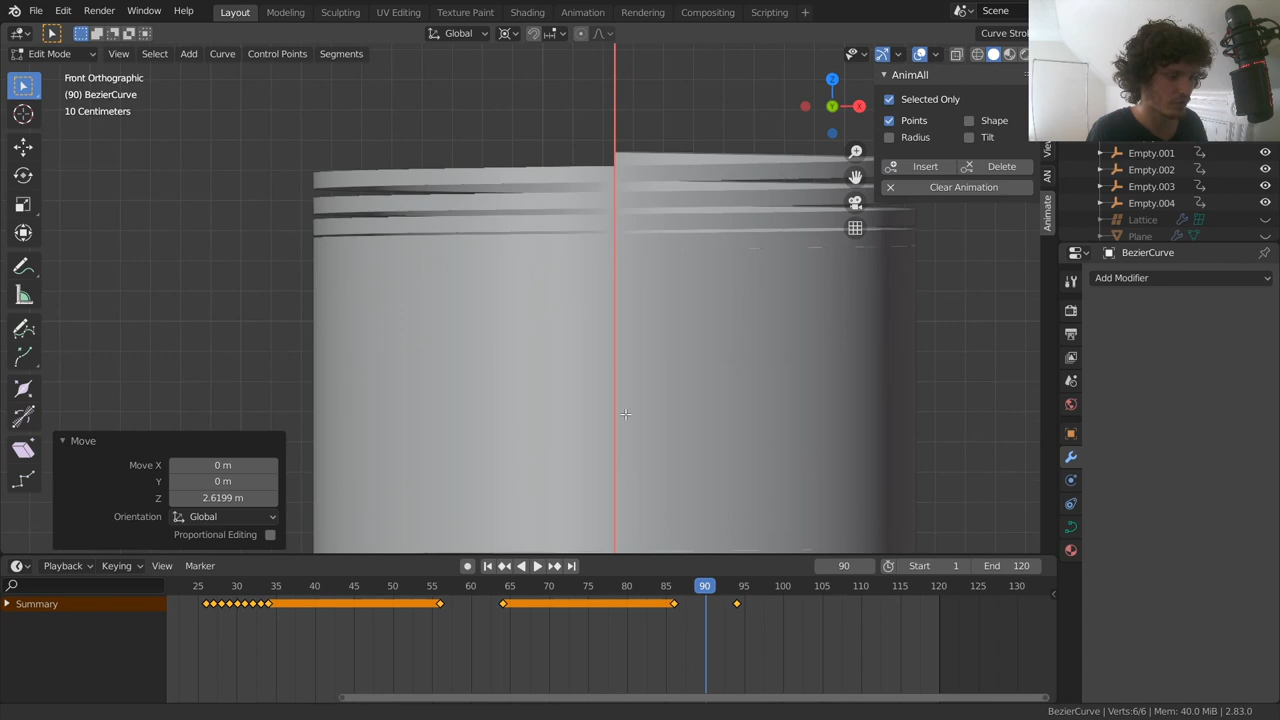 File Edit Render Window Help Layout Modeling Sculpting UV Editing Texture Paint Shading Animation Rendering Compositing Scripting + Scene
Global Curve Stro
Edit Mode View Select Add Curve Control Points Segments
Front Orthographic
(90) BezierCurve
10 Centimeters
AnimAll
Selected Only
Points Shape
Radius Tilt
Insert Delete
Clear Animation
View
AN
Animate
Empty.001
Empty.002
Empty.003
Empty.004
Lattice
Plane
BezierCurve
Add Modifier
Move
Move X 0 m
Y 0 m
Z 2.6199 m
Orientation Global
Proportional Editing
Playback Keying View Marker 90 Start 1 End 120
25 30 35 40 45 50 55 60 65 70 75 80 85 90 95 100 105 110 115 120 125 130
Summary
BezierCurve | Verts:6/6 | Mem: 40.0 MiB | 2.83.0